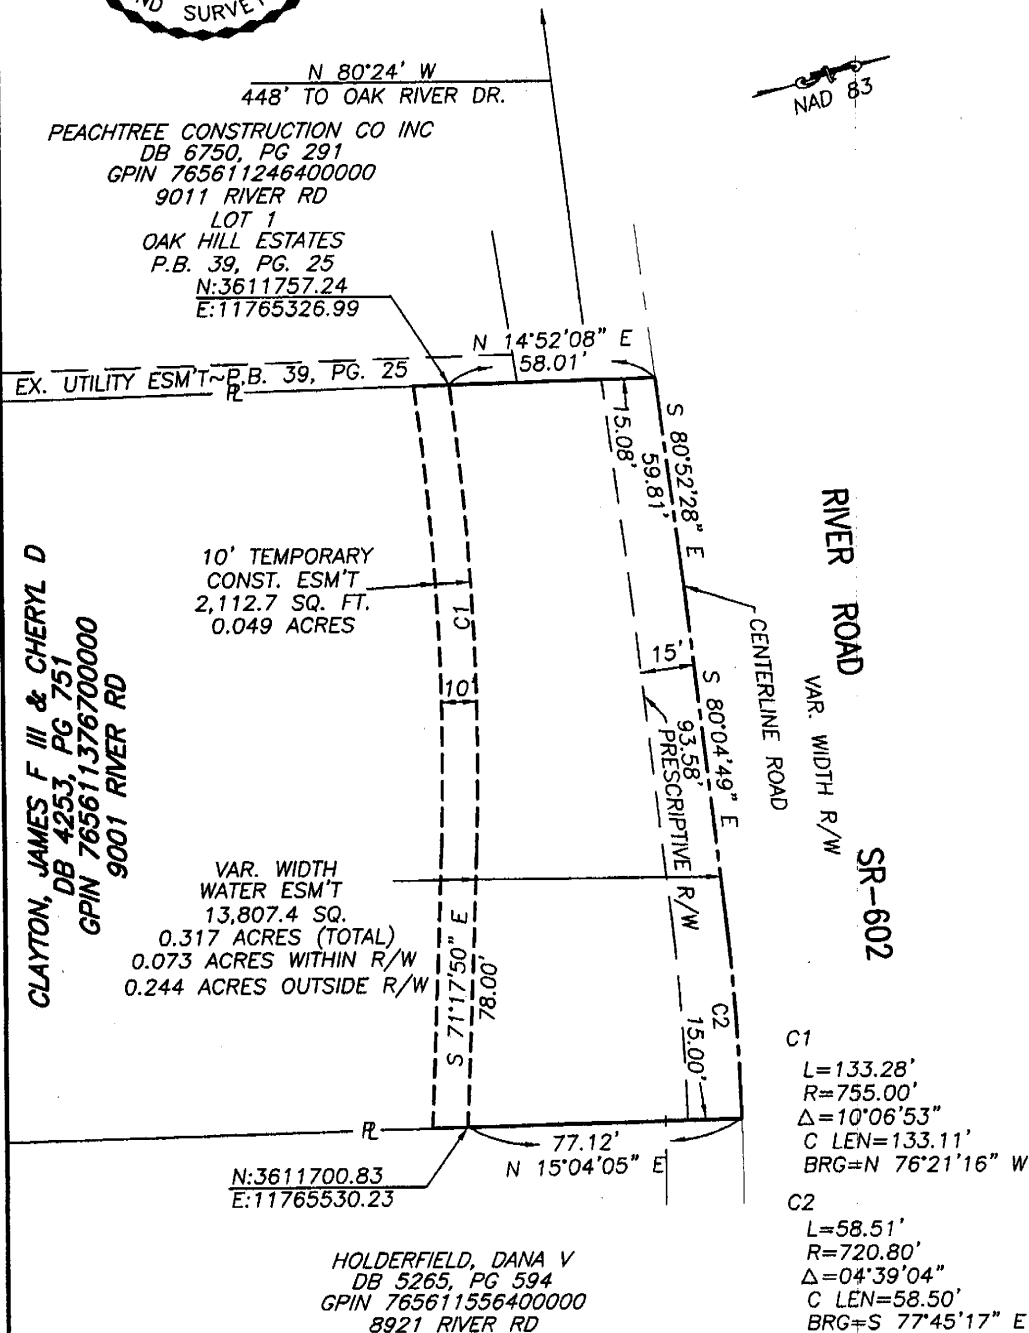 ND SURVE
N 80°24' W
448' TO OAK RIVER DR.
NAD 83
PEACHTREE CONSTRUCTION CO INC
DB 6750, PG 291
GPIN 765611246400000
9011 RIVER RD
LOT 1
OAK HILL ESTATES
P.B. 39, PG. 25
N:3611757.24
E:11765326.99
N 14°52'08" E
58.01'
EX. UTILITY ESM'T~P.B. 39, PG. 25
PL
15.08'
S 80°52'28" E
59.81'
10' TEMPORARY
CONST. ESM'T
2,112.7 SQ. FT.
0.049 ACRES
C1
10'
15'
CENTERLINE ROAD
RIVER ROAD SR-602
VAR. WIDTH R/W
S 80°04'49" E
93.58'
PRESCRIPTIVE R/W
CLAYTON, JAMES F III & CHERYL D
DB 4253, PG 751
GPIN 765611376700000
9001 RIVER RD
VAR. WIDTH
WATER ESM'T
13,807.4 SQ.
0.317 ACRES (TOTAL)
0.073 ACRES WITHIN R/W
0.244 ACRES OUTSIDE R/W
S 71°17'50" E
78.00'
C2
15.00'
PL
77.12'
N 15°04'05" E
N:3611700.83
E:11765530.23
C1
L=133.28'
R=755.00'
Δ=10°06'53"
C LEN=133.11'
BRG=N 76°21'16" W
C2
L=58.51'
R=720.80'
Δ=04°39'04"
C LEN=58.50'
BRG=S 77°45'17" E
HOLDERFIELD, DANA V
DB 5265, PG 594
GPIN 765611556400000
8921 RIVER RD